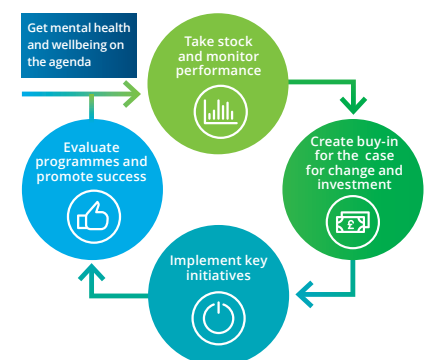 Get mental health
and wellbeing on
the agenda
Take stock
and monitor
performance
Create buy-in
for the case
for change and
investment
£
Implement key
initiatives
Evaluate
programmes and
promote success